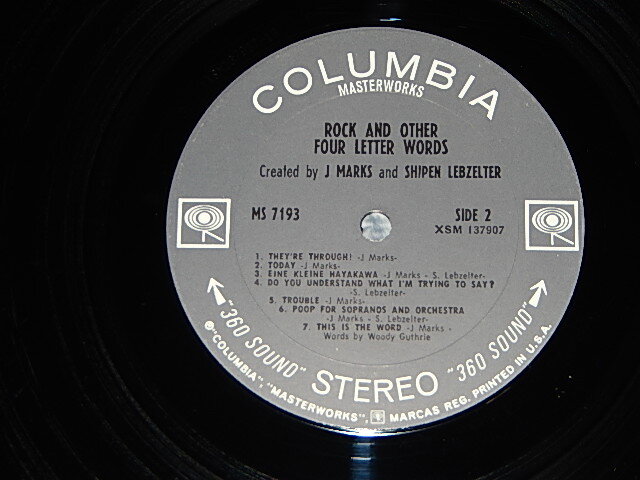 COLUMBIA
MASTERWORKS
ROCK AND OTHER
FOUR LETTER WORDS
Created by J MARKS and SHIPEN LEBZELTER
MS 7193
SIDE 2
XSM 137907
1. THEY'RE THROUGH! -J Marks-
2. TODAY -J Marks-
3. EINE KLEINE HAYAKAWA -J Marks - S. Lebzelter-
4. DO YOU UNDERSTAND WHAT I'M TRYING TO SAY?
-S. Lebzelter-
5. TROUBLE -J Marks-
6. POOP FOR SOPRANOS AND ORCHESTRA
-J Marks - S. Lebzelter-
7. THIS IS THE WORD -J Marks -
Words by Woody Guthrie
"360 SOUND" STEREO "360 SOUND"
℗ "COLUMBIA", "MASTERWORKS", MARCAS REG. PRINTED IN U.S.A.